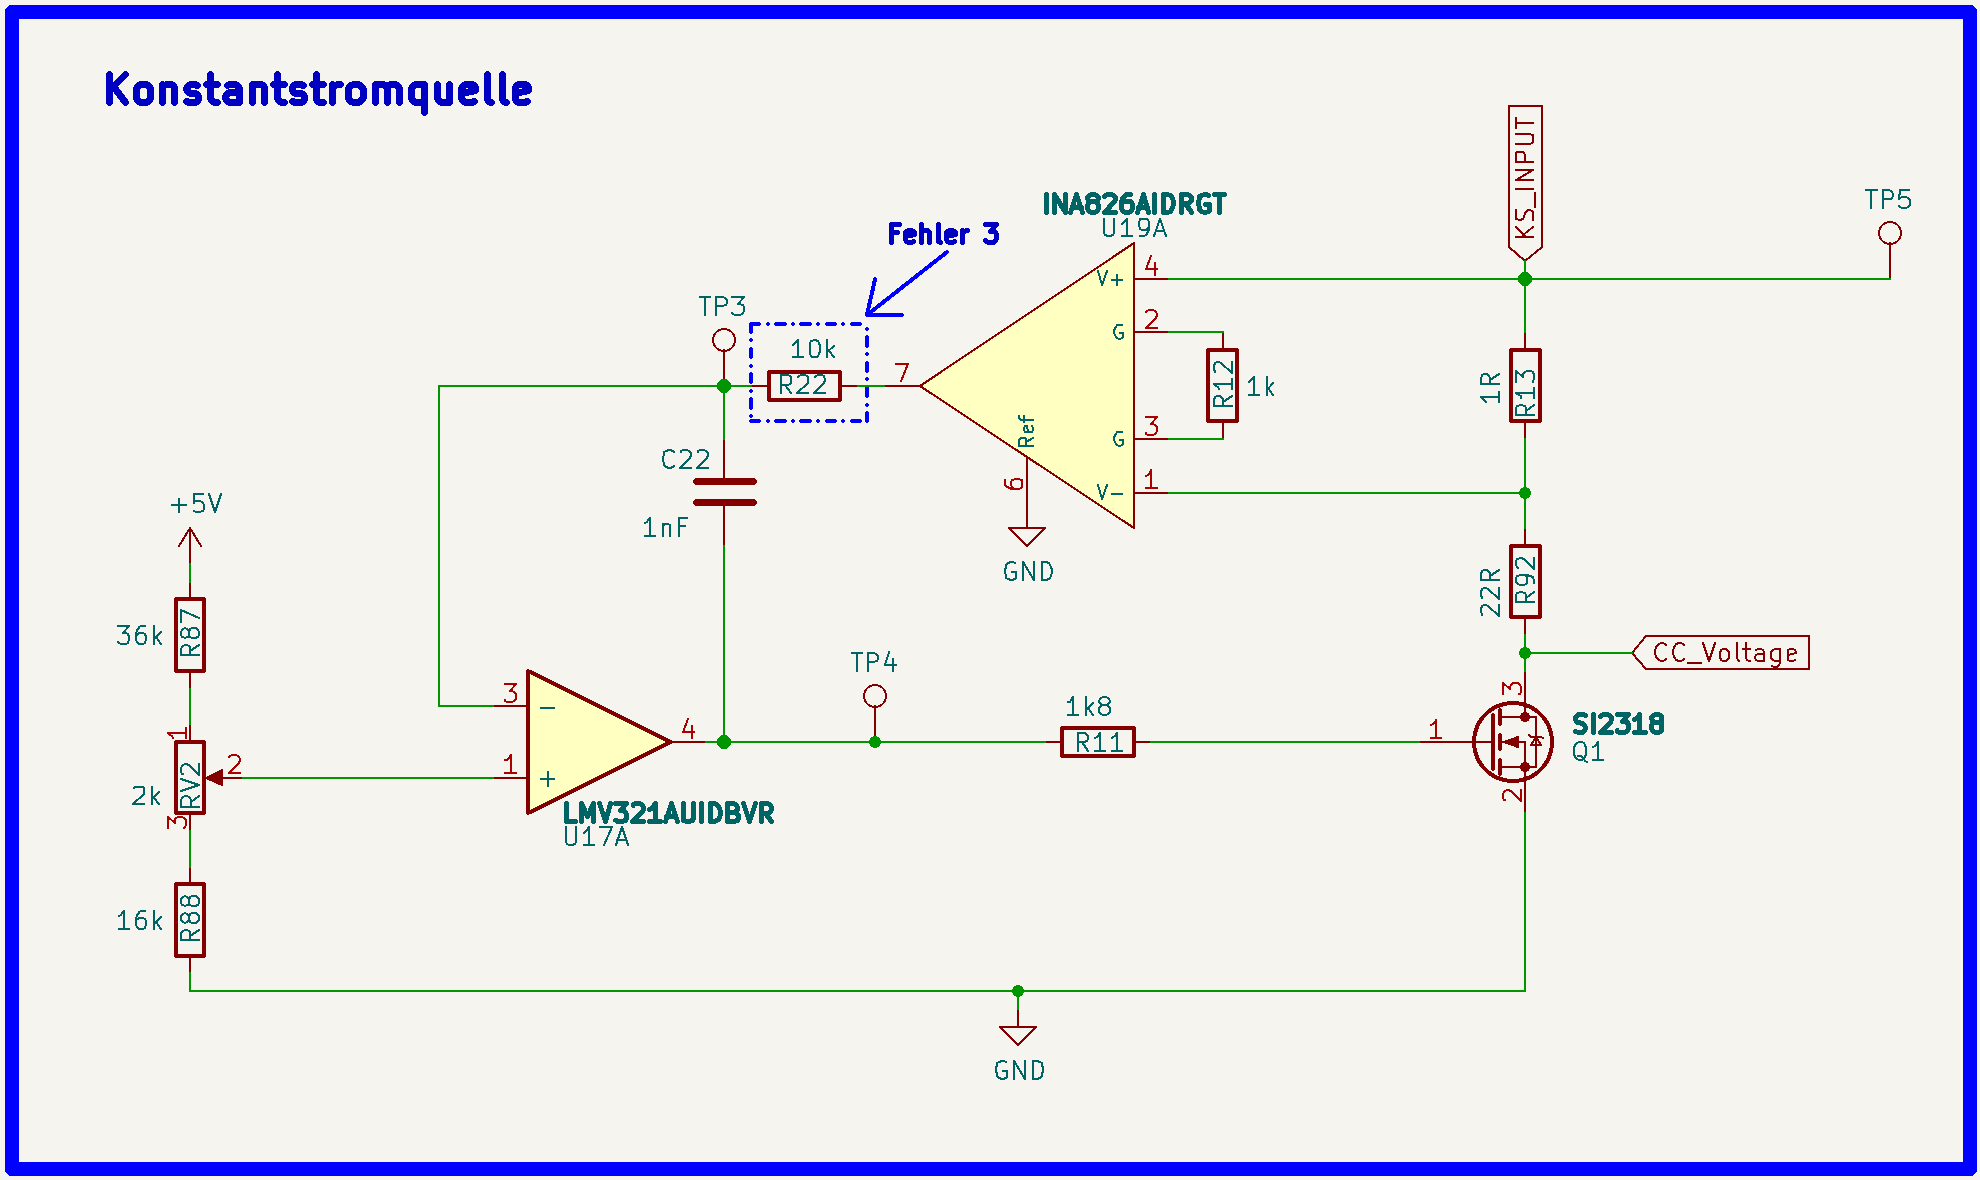 Konstantstromquelle
KS_INPUT
TP5
INA826AIDRGT
U19A
Fehler 3
V+
4
TP3
G
2
10k
R22
7
R12
1k
1R
R13
Ref
G
3
6
V-
1
C22
1nF
GND
+5V
22R
R92
36k
R87
CC_Voltage
TP4
3
3
-
1k8
4
R11
1
SI2318
Q1
1
2
1
+
2k
RV2
3
2
LMV321AUIDBVR
U17A
16k
R88
GND